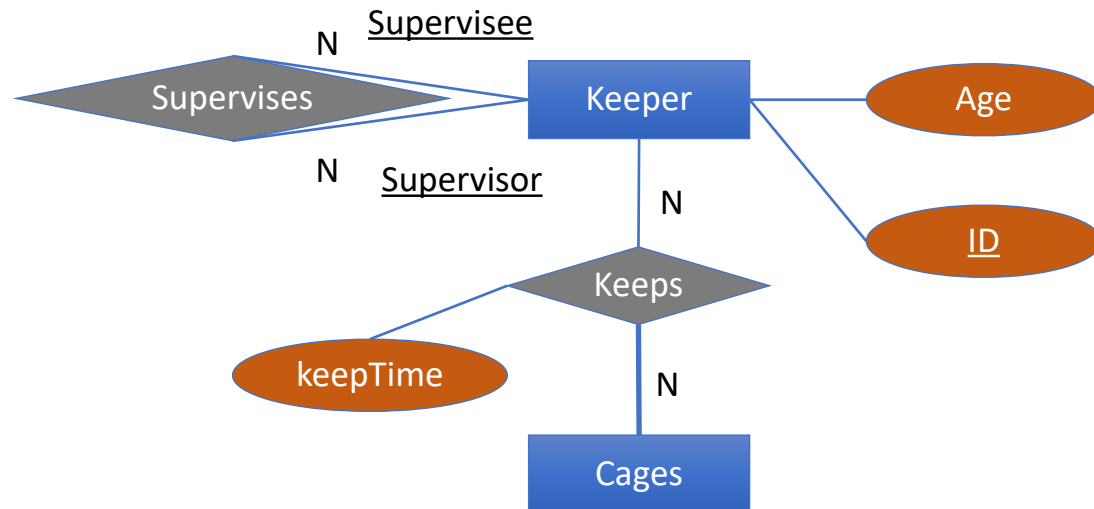 N
Supervisee
Supervises
Keeper
Age
N
Supervisor
N
ID
Keeps
keepTime
N
Cages